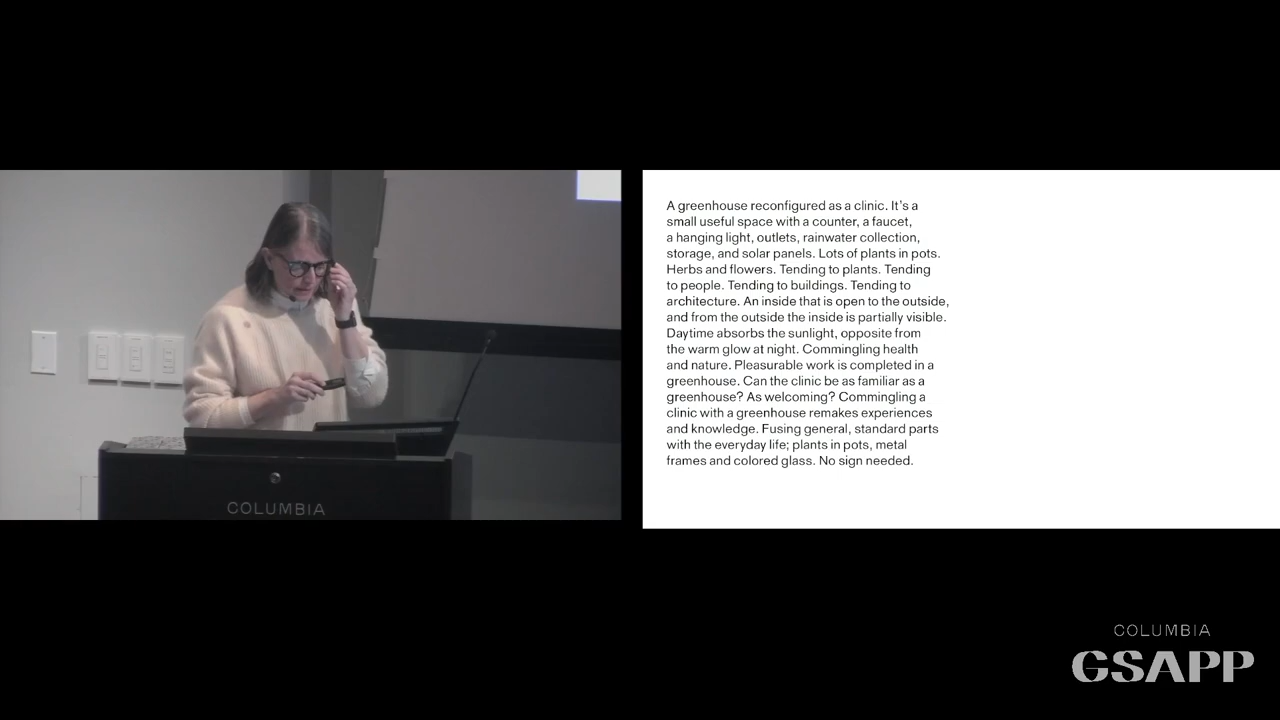 A greenhouse reconfigured as a clinic. It's a
small useful space with a counter, a faucet,
a hanging light, outlets, rainwater collection,
storage, and solar panels. Lots of plants in pots.
Herbs and flowers. Tending to plants. Tending
to people. Tending to buildings. Tending to
architecture. An inside that is open to the outside,
and from the outside the inside is partially visible.
Daytime absorbs the sunlight, opposite from
the warm glow at night. Commingling health
and nature. Pleasurable work is completed in a
greenhouse. Can the clinic be as familiar as a
greenhouse? As welcoming? Commingling a
clinic with a greenhouse remakes experiences
and knowledge. Fusing general, standard parts
with the everyday life; plants in pots, metal
frames and colored glass. No sign needed.
COLUMBIA
COLUMBIA
GSAPP